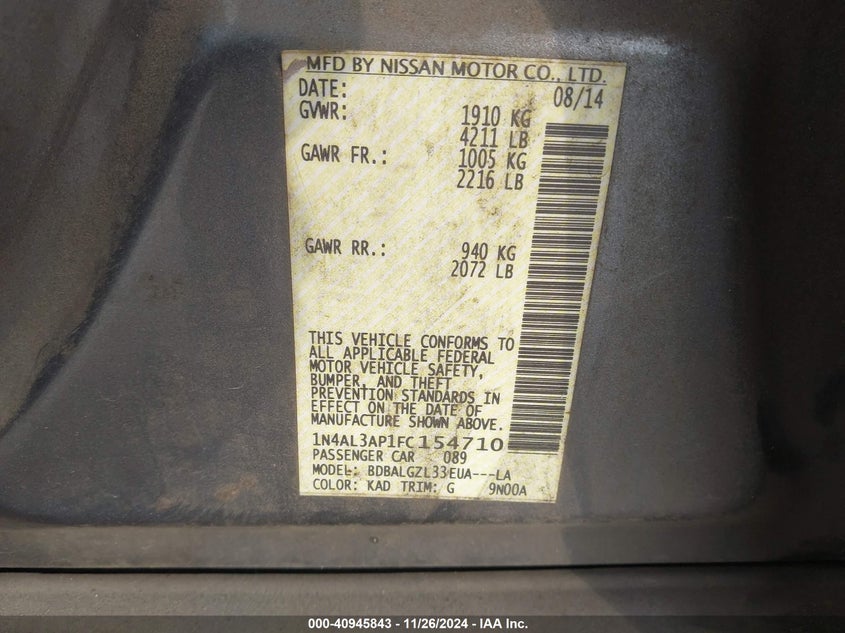 MFD BY NISSAN MOTOR CO., LTD.
DATE: 08/14
GVWR: 1910 KG
4211 LB
GAWR FR.: 1005 KG
2216 LB
GAWR RR.: 940 KG
2072 LB
THIS VEHICLE CONFORMS TO
ALL APPLICABLE FEDERAL
MOTOR VEHICLE SAFETY,
BUMPER, AND THEFT
PREVENTION STANDARDS IN
EFFECT ON THE DATE OF
MANUFACTURE SHOWN ABOVE.
1N4AL3AP1FC154710
PASSENGER CAR 089
MODEL: BDBALGZL33EUA---LA
COLOR: KAD TRIM: G 9N00A
000-40945843 - 11/26/2024 - IAA Inc.